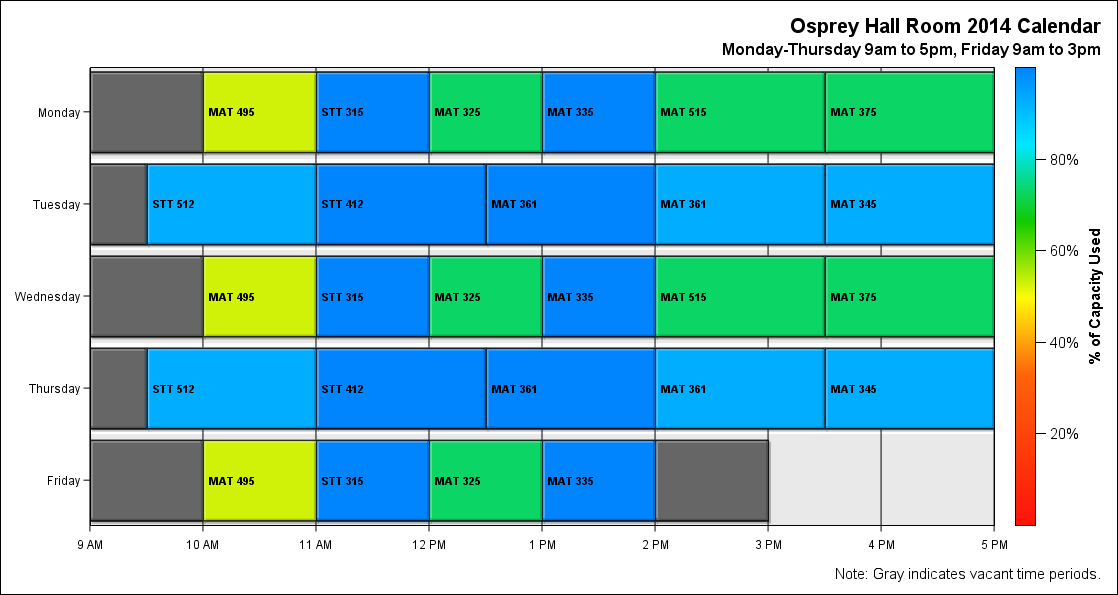 Osprey Hall Room 2014 Calendar
Monday-Thursday 9am to 5pm, Friday 9am to 3pm
Monday MAT 495 STT 315 MAT 325 MAT 335 MAT 515 MAT 375
80%
Tuesday STT 512 STT 412 MAT 361 MAT 361 MAT 345
60%
% of Capacity Used
Wednesday MAT 495 STT 315 MAT 325 MAT 335 MAT 515 MAT 375
40%
Thursday STT 512 STT 412 MAT 361 MAT 361 MAT 345
20%
Friday MAT 495 STT 315 MAT 325 MAT 335
9 AM 10 AM 11 AM 12 PM 1 PM 2 PM 3 PM 4 PM 5 PM
Note: Gray indicates vacant time periods.